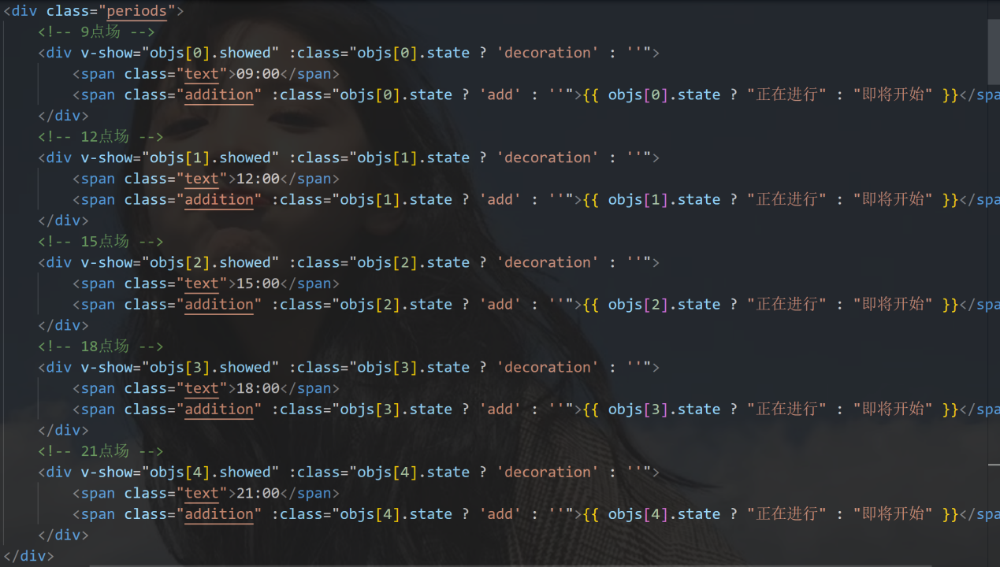 <div class="periods">
<!-- 9点场 -->
<div v-show="objs[0].showed" :class="objs[0].state ? 'decoration' : ''">
<span class="text">09:00</span>
<span class="addition" :class="objs[0].state ? 'add' : ''">{{ objs[0].state ? "正在进行" : "即将开始" }}</spa
</div>
<!-- 12点场 -->
<div v-show="objs[1].showed" :class="objs[1].state ? 'decoration' : ''">
<span class="text">12:00</span>
<span class="addition" :class="objs[1].state ? 'add' : ''">{{ objs[1].state ? "正在进行" : "即将开始" }}</spa
</div>
<!-- 15点场 -->
<div v-show="objs[2].showed" :class="objs[2].state ? 'decoration' : ''">
<span class="text">15:00</span>
<span class="addition" :class="objs[2].state ? 'add' : ''">{{ objs[2].state ? "正在进行" : "即将开始" }}</spa
</div>
<!-- 18点场 -->
<div v-show="objs[3].showed" :class="objs[3].state ? 'decoration' : ''">
<span class="text">18:00</span>
<span class="addition" :class="objs[3].state ? 'add' : ''">{{ objs[3].state ? "正在进行" : "即将开始" }}</spa
</div>
<!-- 21点场 -->
<div v-show="objs[4].showed" :class="objs[4].state ? 'decoration' : ''">
<span class="text">21:00</span>
<span class="addition" :class="objs[4].state ? 'add' : ''">{{ objs[4].state ? "正在进行" : "即将开始" }}</spa
</div>
</div>